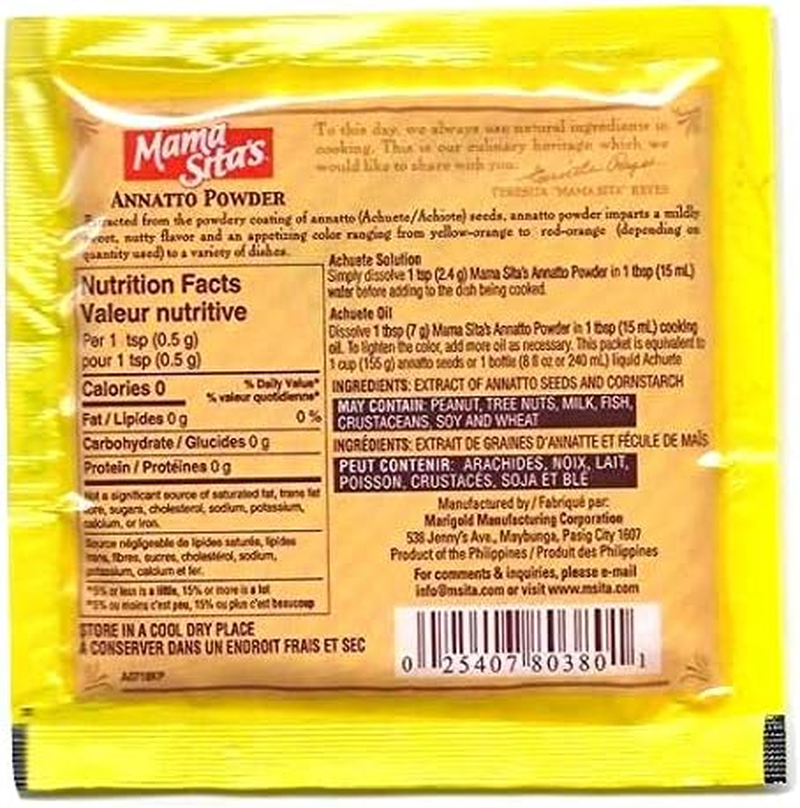 Mama
Sita's
To this day, we always use natural ingredients in
cooking. This is our culinary heritage which we
would like to share with you.
TERESITA "MAMA SITA" REYES
ANNATTO POWDER
Extracted from the powdery coating of annatto (Achuete/Achiote) seeds, annatto powder imparts a mildly
sweet, nutty flavor and an appetizing color ranging from yellow-orange to red-orange (depending on
quantity used) to a variety of dishes.
Nutrition Facts
Valeur nutritive
Per 1 tsp (0.5 g)
pour 1 tsp (0.5 g)
Calories 0
% Daily Value*
% valeur quotidienne*
Fat / Lipides 0 g 0 %
Carbohydrate / Glucides 0 g
Protein / Protéines 0 g
Not a significant source of saturated fat, trans fat
fibre, sugars, cholesterol, sodium, potassium,
calcium, or iron.
Source négligeable de lipides saturés, lipides
trans, fibres, sucres, cholestérol, sodium,
potassium, calcium et fer.
*5% or less is a little, 15% or more is a lot
*5% ou moins c'est peu, 15% ou plus c'est beaucoup
STORE IN A COOL DRY PLACE
À CONSERVER DANS UN ENDROIT FRAIS ET SEC
Achuete Solution
Simply dissolve 1 tsp (2.4 g) Mama Sita's Annatto Powder in 1 tbsp (15 mL)
water before adding to the dish being cooked.
Achuete Oil
Dissolve 1 tbsp (7 g) Mama Sita's Annatto Powder in 1 tbsp (15 mL) cooking
oil. To lighten the color, add more oil as necessary. This packet is equivalent to
1 cup (155 g) annatto seeds or 1 bottle (8 fl oz or 240 mL) liquid Achuete
INGREDIENTS: EXTRACT OF ANNATTO SEEDS AND CORNSTARCH
MAY CONTAIN: PEANUT, TREE NUTS, MILK, FISH,
CRUSTACEANS, SOY AND WHEAT
INGRÉDIENTS: EXTRAIT DE GRAINES D'ANNATTE ET FÉCULE DE MAÏS
PEUT CONTENIR: ARACHIDES, NOIX, LAIT,
POISSON, CRUSTACÉS, SOJA ET BLÉ
Manufactured by / Fabriqué par:
Marigold Manufacturing Corporation
538 Jenny's Ave., Maybunga, Pasig City 1607
Product of the Philippines / Produit des Philippines
For comments & inquiries, please e-mail
info@msita.com or visit www.msita.com
0 25407 80380 1